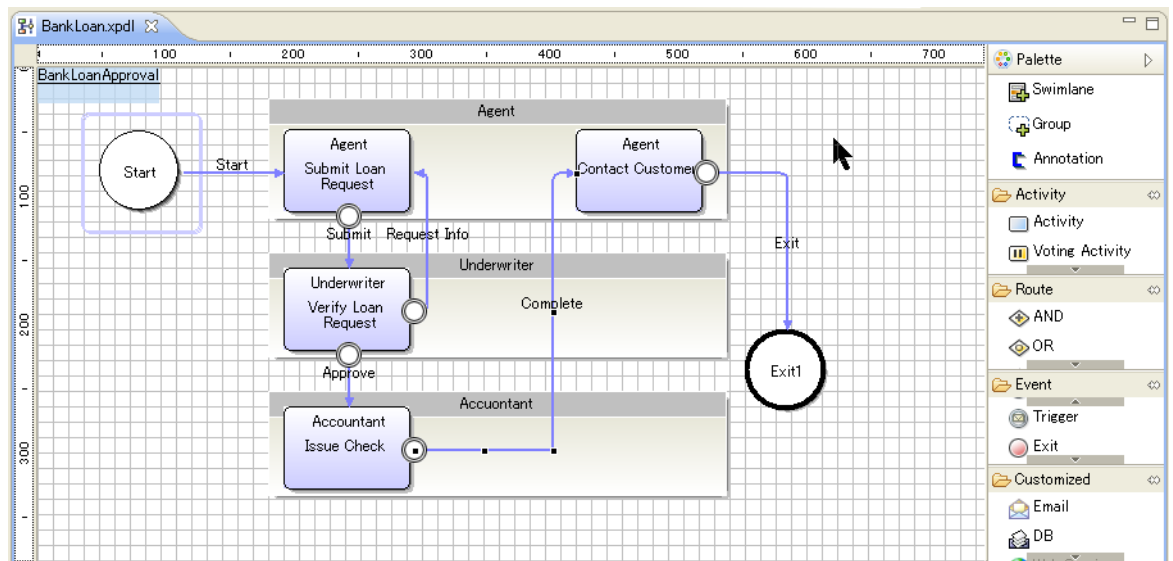 BankLoan.xpdl
100 200 300 400 500 600 700
BankLoanApproval
100
200
300
Start
Start
Agent
Agent
Submit Loan
Request
Agent
Contact Customer
Submit Request Info
Exit
Underwriter
Underwriter
Verify Loan
Request
Complete
Approve
Exit1
Accuontant
Accountant
Issue Check
Palette
Swimlane
Group
Annotation
Activity
Activity
Voting Activity
Route
AND
OR
Event
Trigger
Exit
Customized
Email
DB